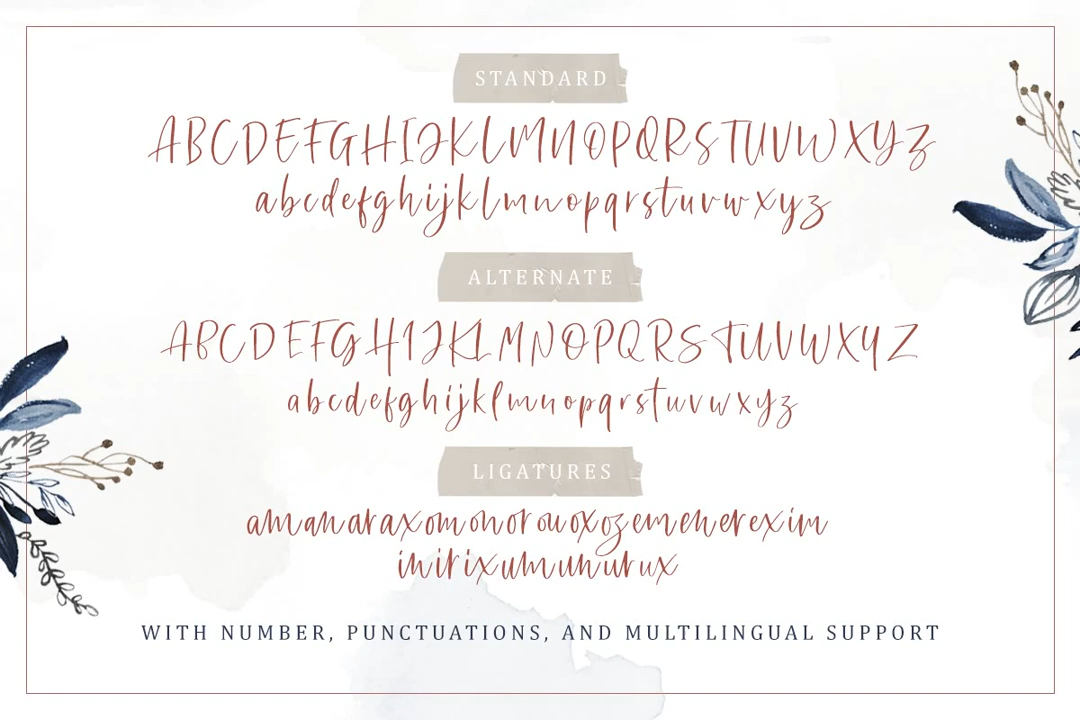 STANDARD
ABCDEFGHIJKLMNOPQRSTUVWXYZ
abcdefghijklmnopqrstuvwxyz
ALTERNATE
ABCDEFGHIJKLMNOPQRSTUVWXYZ
abcdefghijklmnopqrstuvwxyz
LIGATURES
amanaraxomonorouoxozemenerexim
inirixumunurux
WITH NUMBER, PUNCTUATIONS, AND MULTILINGUAL SUPPORT